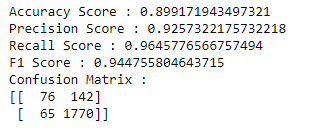 Accuracy Score : 0.899171943497321
Precision Score : 0.9257322175732218
Recall Score : 0.9645776566757494
F1 Score : 0.944755804643715
Confusion Matrix :
[[  76  142]
 [  65 1770]]